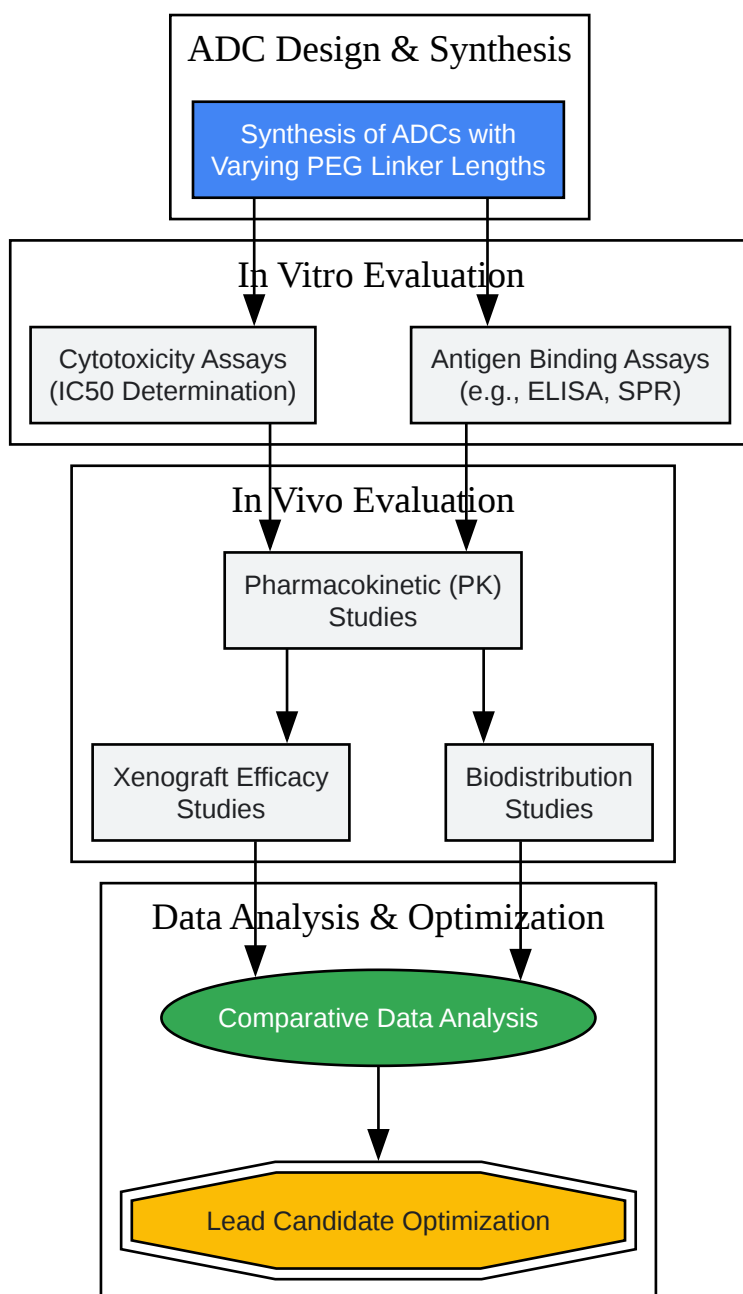 ADC Design & Synthesis
Synthesis of ADCs with
Varying PEG Linker Lengths
In Vitro Evaluation
Cytotoxicity Assays
(IC50 Determination)
Antigen Binding Assays
(e.g., ELISA, SPR)
In Vivo Evaluation
Pharmacokinetic (PK)
Studies
Xenograft Efficacy
Studies
Biodistribution
Studies
Data Analysis & Optimization
Comparative Data Analysis
Lead Candidate Optimization